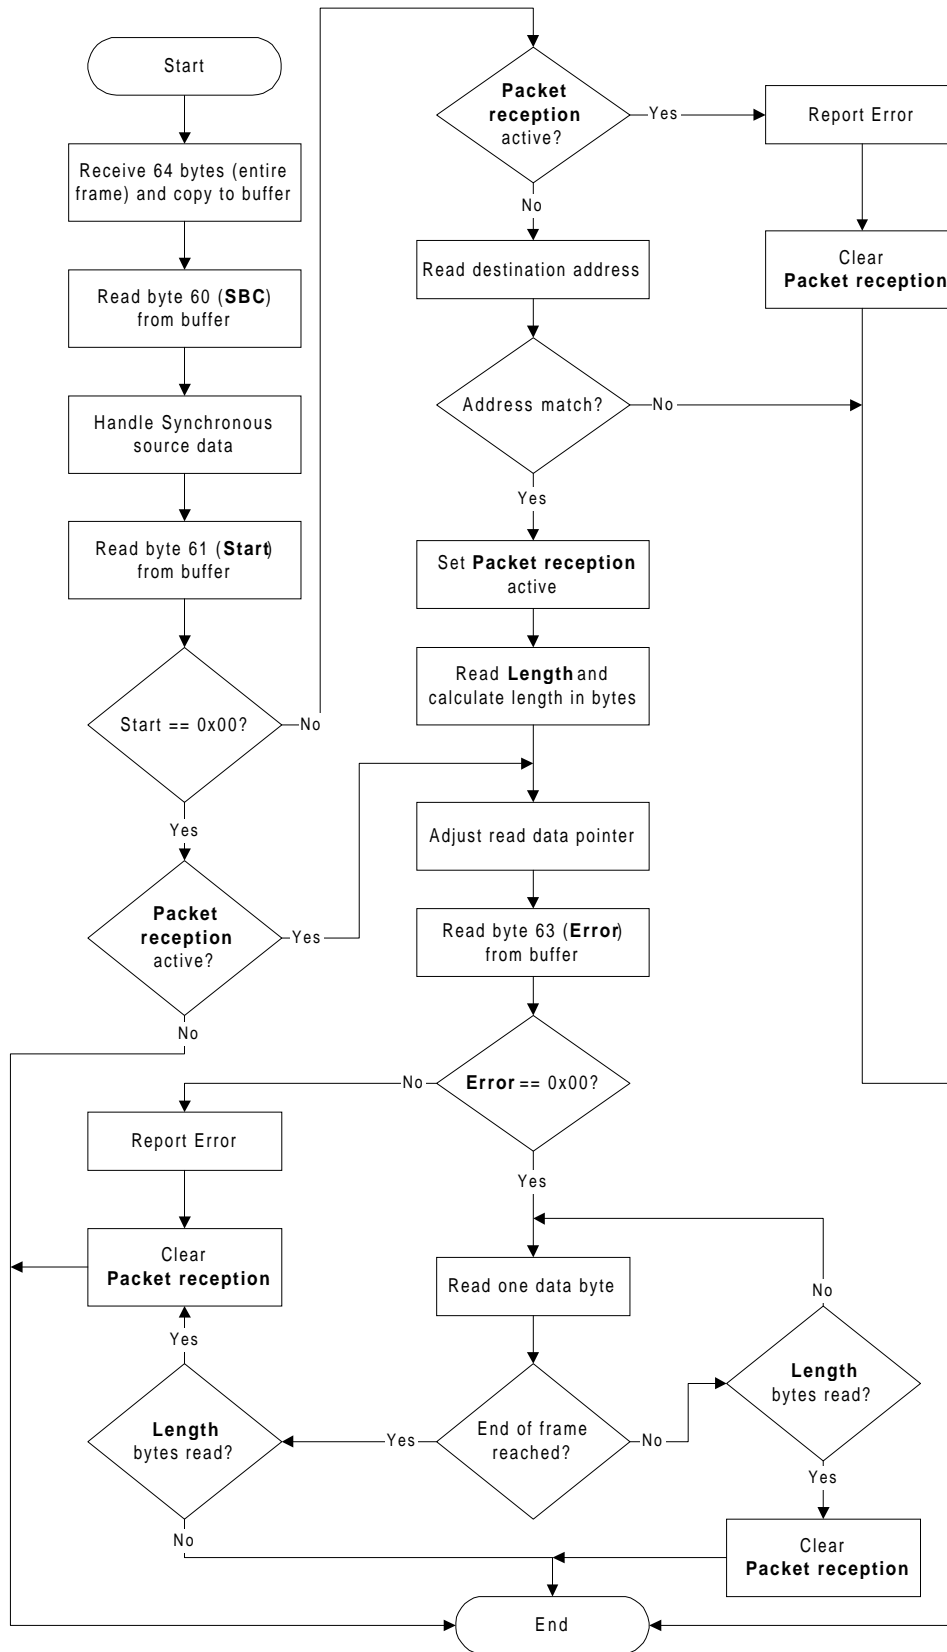 Start
Receive 64 bytes (entire
frame) and copy to buffer
Read byte 60 (SBC)
from buffer
Handle Synchronous
source data
Read byte 61 (Start)
from buffer
Start == 0x00?
No
Yes
Packet
reception
active?
Yes
No
Packet
reception
active?
Yes
Report Error
Clear
Packet reception
No
Read destination address
Address match?
No
Yes
Set Packet reception
active
Read Length and
calculate length in bytes
Adjust read data pointer
Read byte 63 (Error)
from buffer
Error == 0x00?
No
Report Error
Clear
Packet reception
Yes
Yes
Read one data byte
No
Length
bytes read?
End of frame
reached?
Yes
No
Length
bytes read?
Yes
No
Clear
Packet reception
End